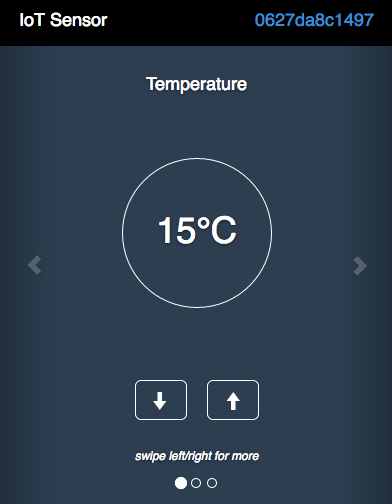 IoT Sensor 0627da8c1497
Temperature
15°C
swipe left/right for more